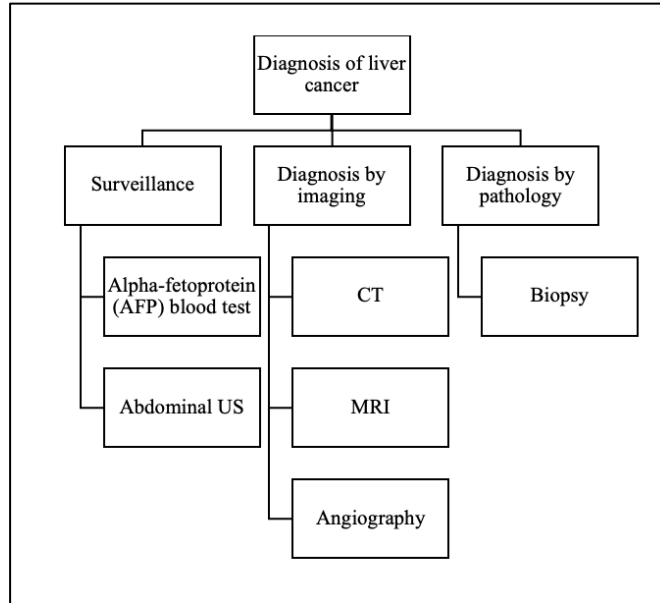 Diagnosis of liver
cancer
Surveillance
Diagnosis by
imaging
Diagnosis by
pathology
Alpha-fetoprotein
(AFP) blood test
CT
Biopsy
Abdominal US
MRI
Angiography